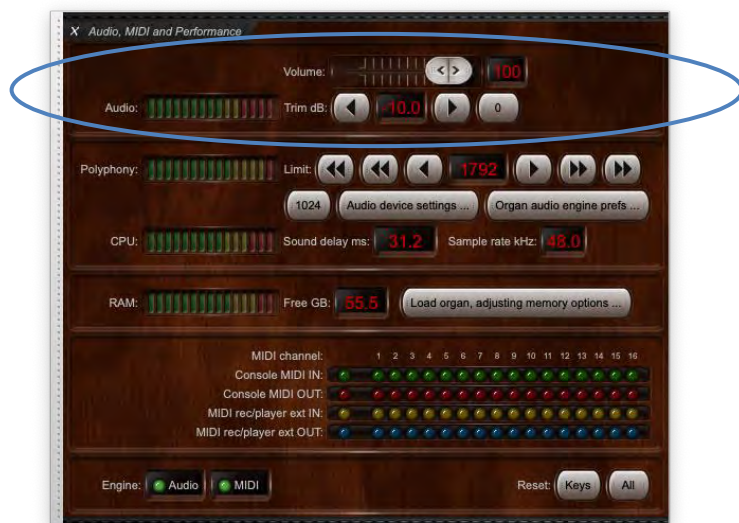 X Audio, MIDI and Performance
Volume: 100
Audio: Trim dB: -10.0 0
Polyphony: Limit: 1792
1024 Audio device settings ... Organ audio engine prefs ...
CPU: Sound delay ms: 31.2 Sample rate kHz: 48.0
RAM: Free GB: 55.5 Load organ, adjusting memory options ...
MIDI channel: 1 2 3 4 5 6 7 8 9 10 11 12 13 14 15 16
Console MIDI IN:
Console MIDI OUT:
MIDI rec/player ext IN:
MIDI rec/player ext OUT:
Engine: Audio MIDI Reset: Keys All